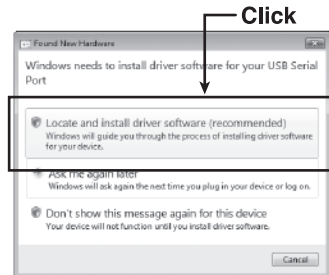 Click
Found New Hardware
Windows needs to install driver software for your USB Serial
Port
Locate and install driver software (recommended)
Windows will guide you through the process of installing driver software
for your device.
Ask me again later
Windows will ask again the next time you plug in your device or log on.
Don't show this message again for this device
Your device will not function until you install driver software.
Cancel